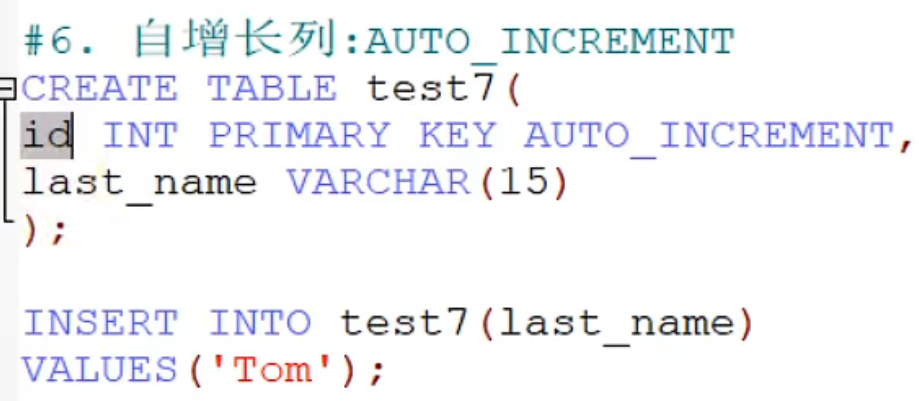 #6. 自增长列:AUTO_INCREMENT
CREATE TABLE test7(
id INT PRIMARY KEY AUTO_INCREMENT,
last_name VARCHAR(15)
);
INSERT INTO test7(last_name)
VALUES('Tom');